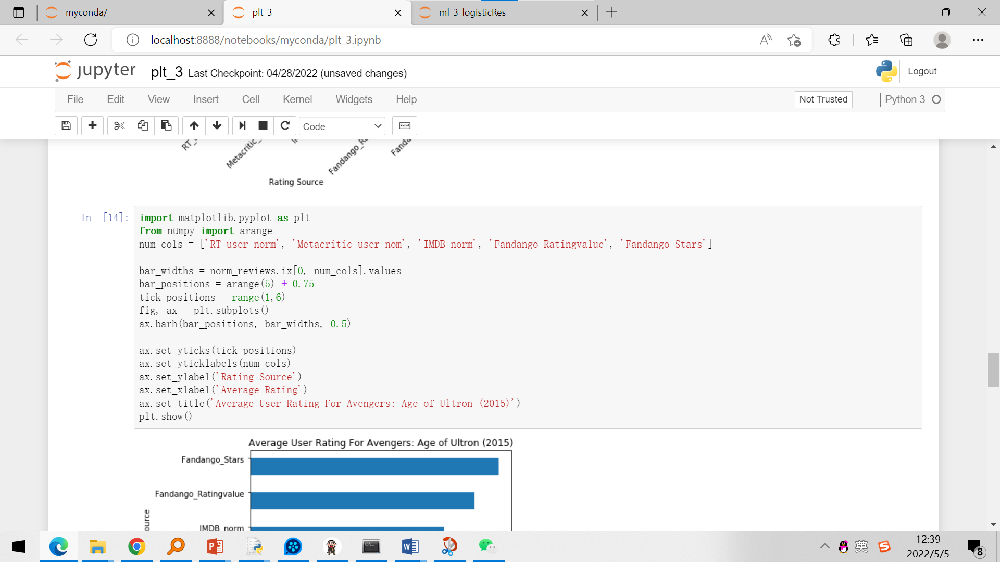 myconda/
plt_3
ml_3_logisticRes
localhost:8888/notebooks/myconda/plt_3.ipynb
jupyter
plt_3 Last Checkpoint: 04/28/2022 (unsaved changes)
Logout
File Edit View Insert Cell Kernel Widgets Help
Not Trusted
Python 3
Code
Rating Source
In [14]:
import matplotlib.pyplot as plt
from numpy import arange
num_cols = ['RT_user_norm', 'Metacritic_user_nom', 'IMDB_norm', 'Fandango_Ratingvalue', 'Fandango_Stars']
bar_widths = norm_reviews.ix[0, num_cols].values
bar_positions = arange(5) + 0.75
tick_positions = range(1,6)
fig, ax = plt.subplots()
ax.barh(bar_positions, bar_widths, 0.5)
ax.set_yticks(tick_positions)
ax.set_yticklabels(num_cols)
ax.set_ylabel('Rating Source')
ax.set_xlabel('Average Rating')
ax.set_title('Average User Rating For Avengers: Age of Ultron (2015)')
plt.show()
Average User Rating For Avengers: Age of Ultron (2015)
Fandango_Stars
Fandango_Ratingvalue
IMDB_norm
英
12:39
2022/5/5
8